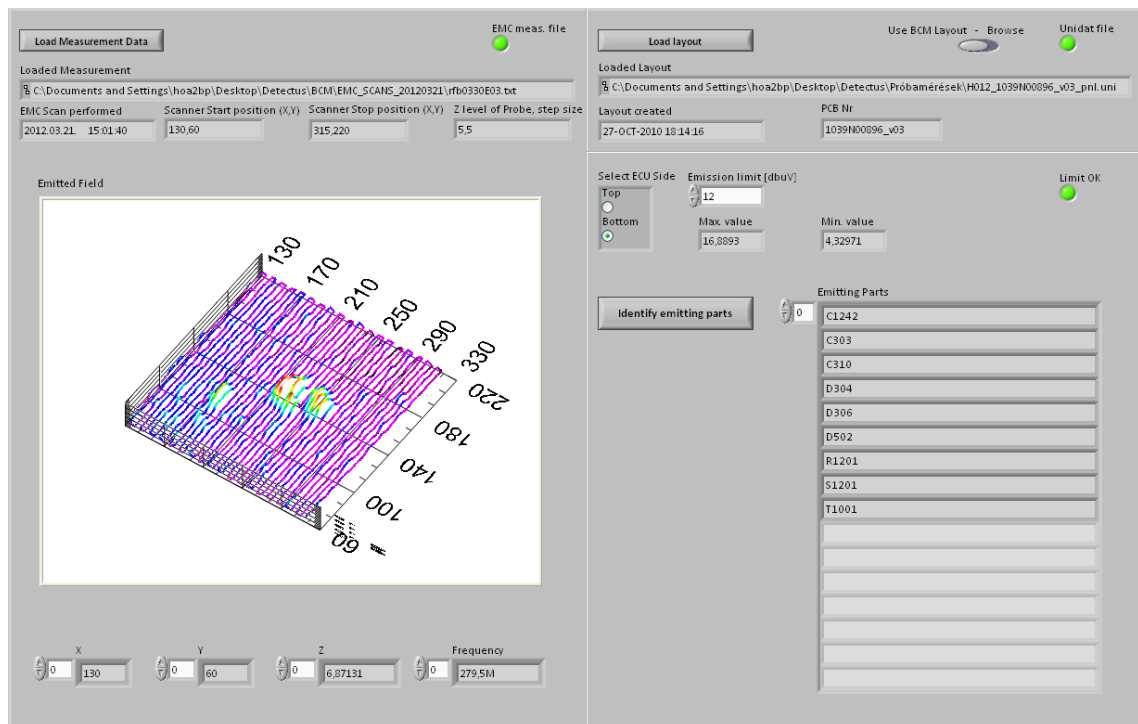 Load Measurement Data
EMC meas. file
Loaded Measurement
C:\Documents and Settings\hoa2bp\Desktop\Detectus\BCM\EMC_SCANS_20120321\rfb0330E03.txt
EMC Scan performed
Scanner Start position (X,Y)
Scanner Stop position (X,Y)
Z level of Probe, step size
2012.03.21. 15:01:40
130,60
315,220
5,5
Emitted Field
130
170
210
250
290
330
220
180
140
100
60
X
Y
Z
Frequency
0
130
0
60
0
6,87131
0
279,5M
Load layout
Use BCM Layout - Browse
Unidat file
Loaded Layout
C:\Documents and Settings\hoa2bp\Desktop\Detectus\Próbamérések\H012_1039N00896_v03_pnl.uni
Layout created
PCB Nr
27-OCT-2010 18:14:16
1039N00896_v03
Select ECU Side
Emission limit [dbuV]
Limit OK
Top
12
Bottom
Max. value
Min. value
16,8893
4,32971
Identify emitting parts
Emitting Parts
0
C1242
C303
C310
D304
D306
D502
R1201
S1201
T1001